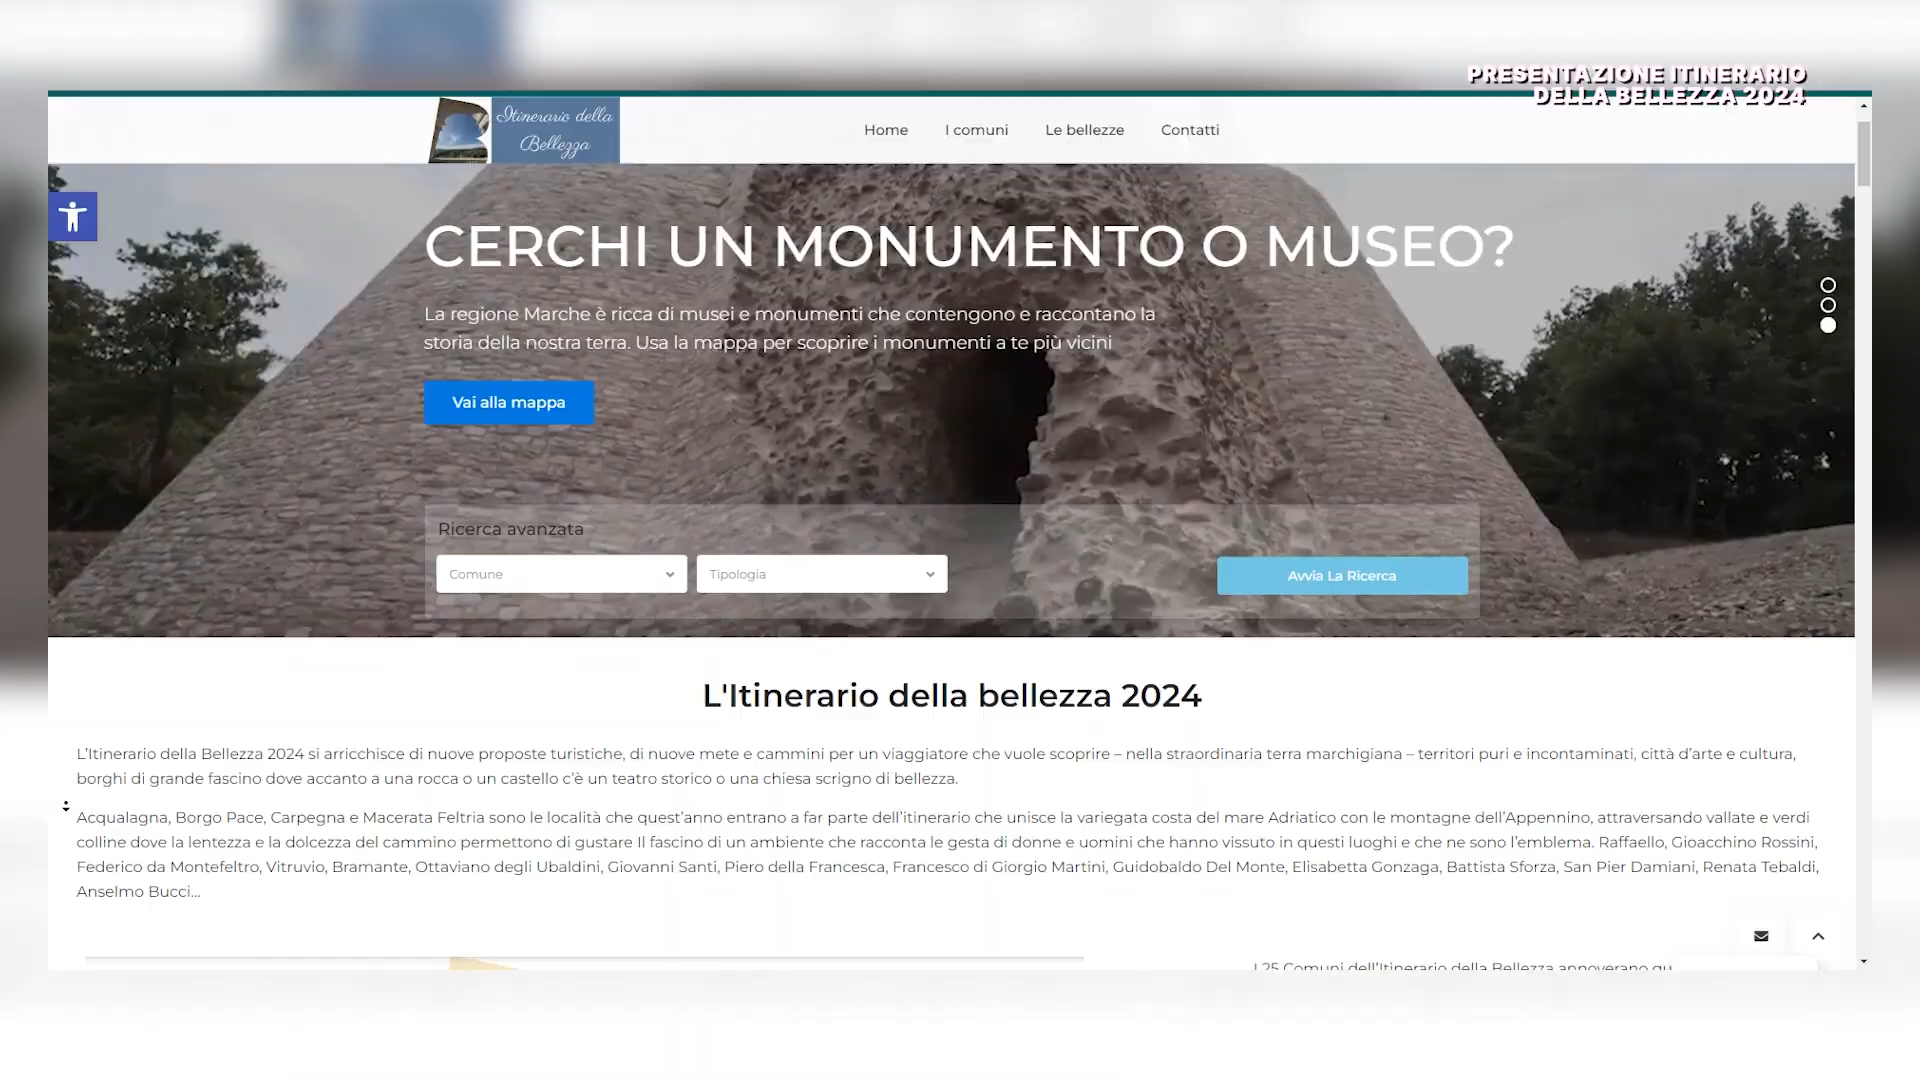 PRESENTAZIONE ITINERARIO
DELLA BELLEZZA 2024
Itinerario della
Bellezza
Home
I comuni
Le bellezze
Contatti
CERCHI UN MONUMENTO O MUSEO?
La regione Marche è ricca di musei e monumenti che contengono e raccontano la
storia della nostra terra. Usa la mappa per scoprire i monumenti a te più vicini
Vai alla mappa
Ricerca avanzata
Comune
Tipologia
Avvia La Ricerca
L'Itinerario della bellezza 2024
L’Itinerario della Bellezza 2024 si arricchisce di nuove proposte turistiche, di nuove mete e cammini per un viaggiatore che vuole scoprire – nella straordinaria terra marchigiana – territori puri e incontaminati, città d’arte e cultura,
borghi di grande fascino dove accanto a una rocca o un castello c’è un teatro storico o una chiesa scrigno di bellezza.
Acqualagna, Borgo Pace, Carpegna e Macerata Feltria sono le località che quest’anno entrano a far parte dell’itinerario che unisce la variegata costa del mare Adriatico con le montagne dell’Appennino, attraversando vallate e verdi
colline dove la lentezza e la dolcezza del cammino permettono di gustare Il fascino di un ambiente che racconta le gesta di donne e uomini che hanno vissuto in questi luoghi e che ne sono l’emblema. Raffaello, Gioacchino Rossini,
Federico da Montefeltro, Vitruvio, Bramante, Ottaviano degli Ubaldini, Giovanni Santi, Piero della Francesca, Francesco di Giorgio Martini, Guidobaldo Del Monte, Elisabetta Gonzaga, Battista Sforza, San Pier Damiani, Renata Tebaldi,
Anselmo Bucci…
25 Comuni dell’Itinerario della Bellezza annoverano